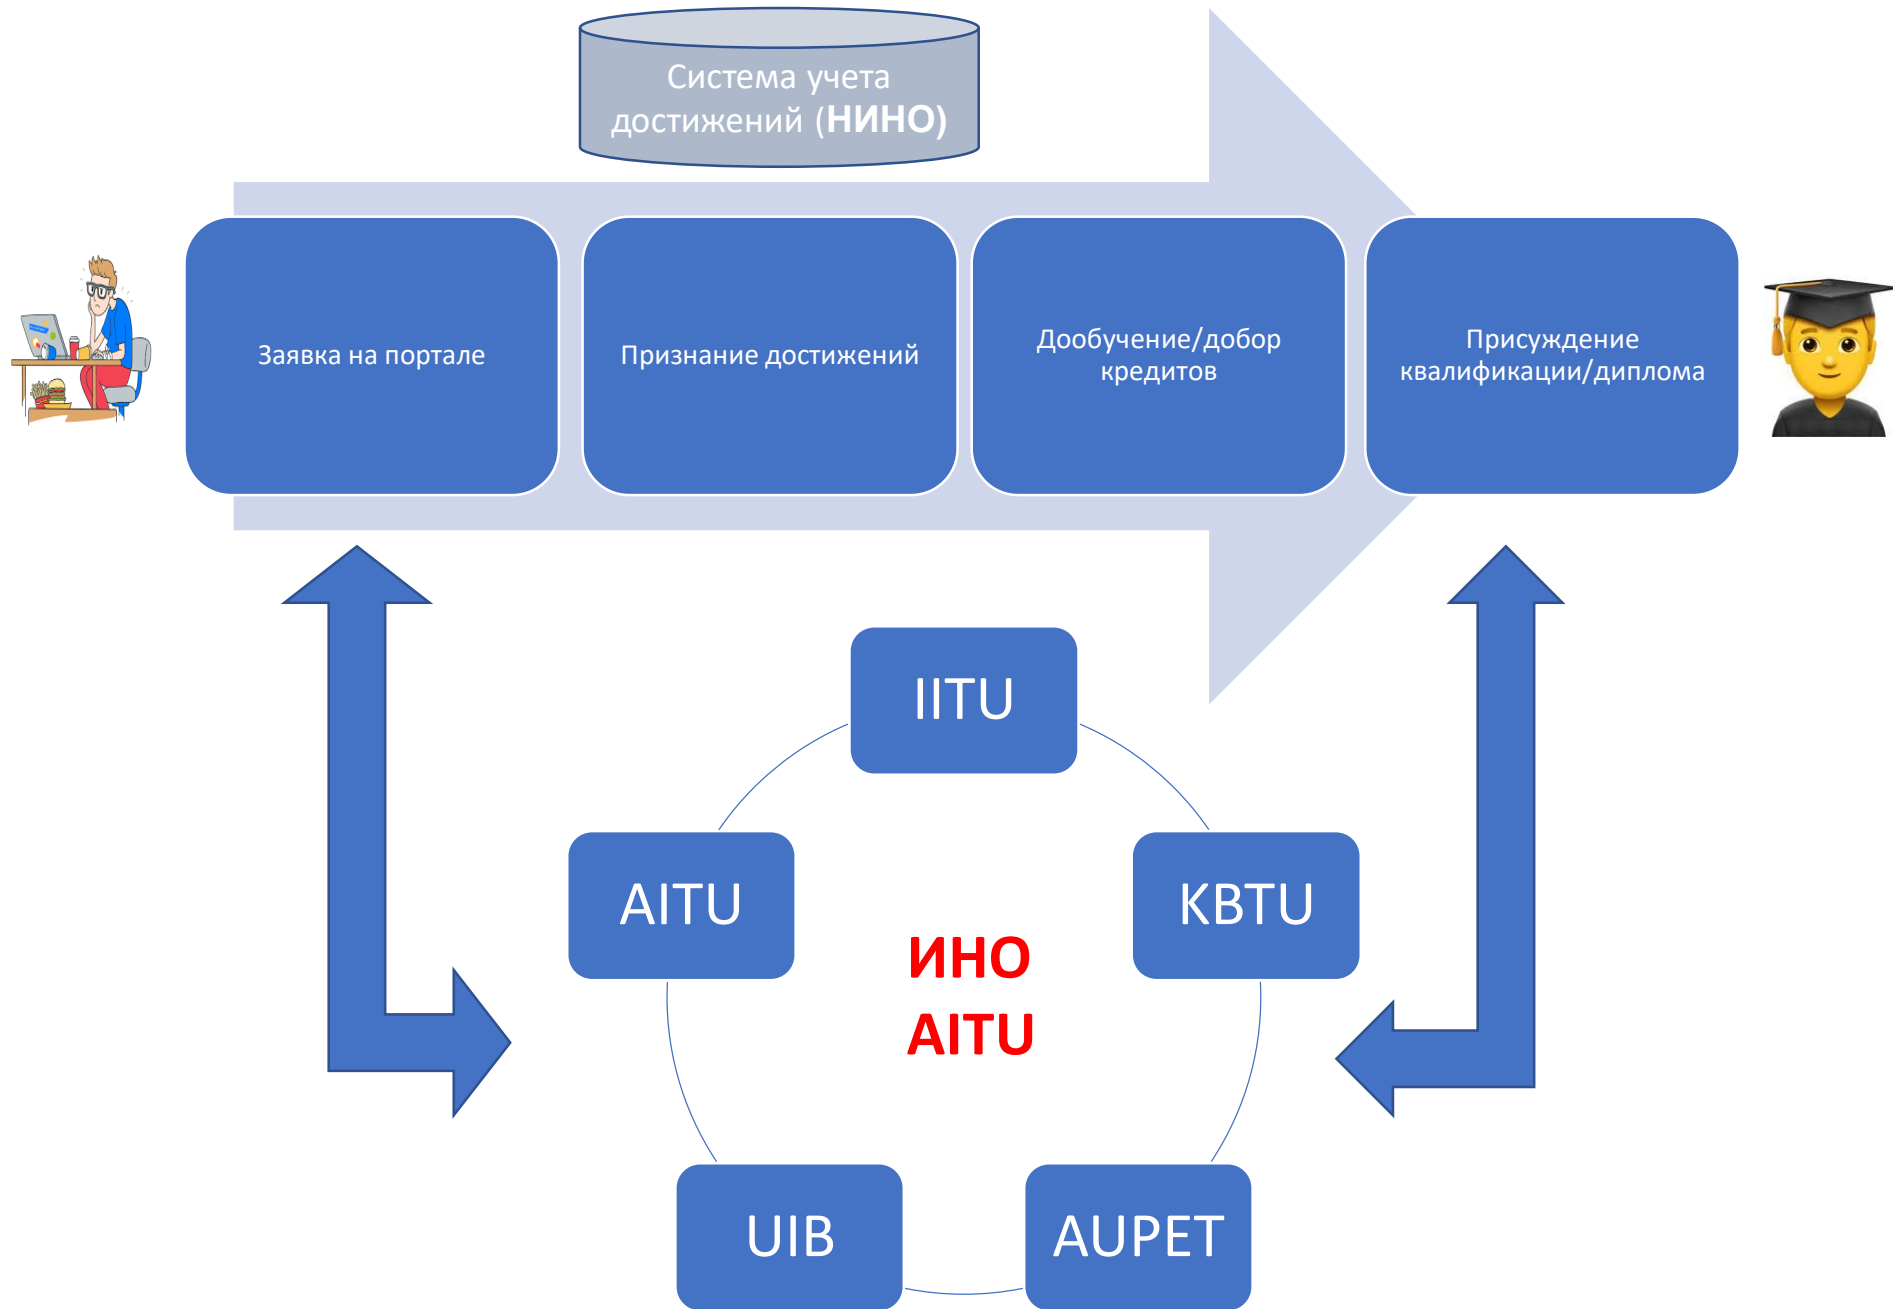 Система учета
достижений (НИНО)
Заявка на портале
Признание достижений
Дообучение/добор
кредитов
Присуждение
квалификации/диплома
IITU
AITU
KBTU
ИНО
AITU
UIB
AUPET